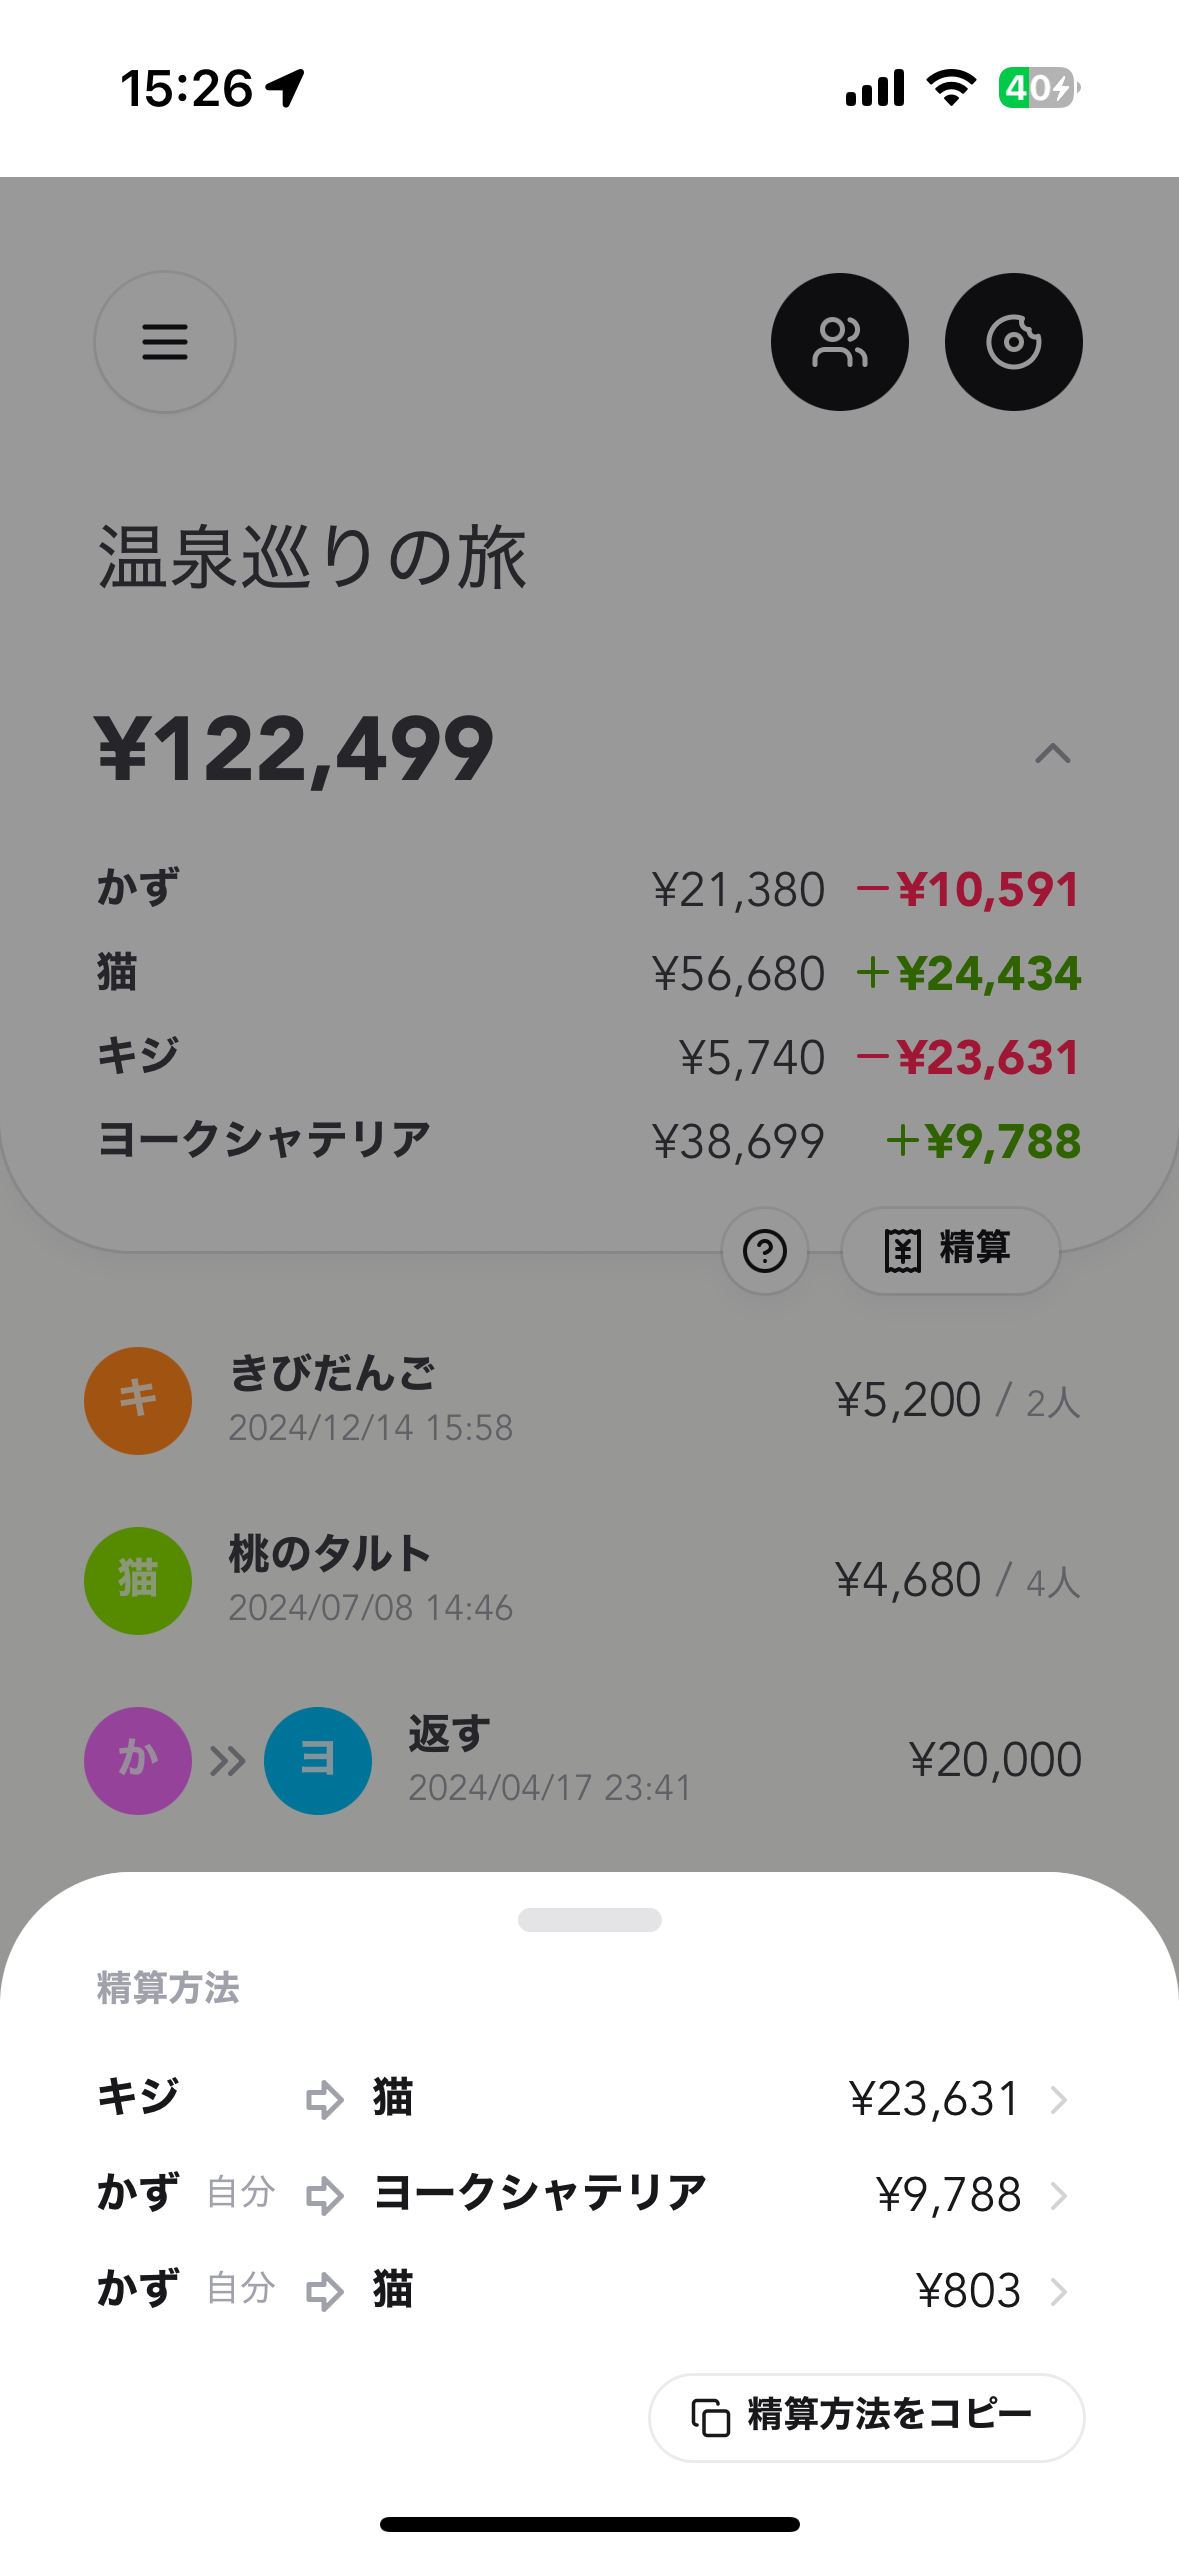 15:26 40
温泉巡りの旅
¥122,499
かず ¥21,380 −¥10,591
猫 ¥56,680 +¥24,434
キジ ¥5,740 −¥23,631
ヨークシャテリア ¥38,699 +¥9,788
精算
キ きびだんご ¥5,200 / 2人
2024/12/14 15:58
猫 桃のタルト ¥4,680 / 4人
2024/07/08 14:46
か ヨ 返す ¥20,000
2024/04/17 23:41
精算方法
キジ 猫 ¥23,631
かず 自分 ヨークシャテリア ¥9,788
かず 自分 猫 ¥803
精算方法をコピー